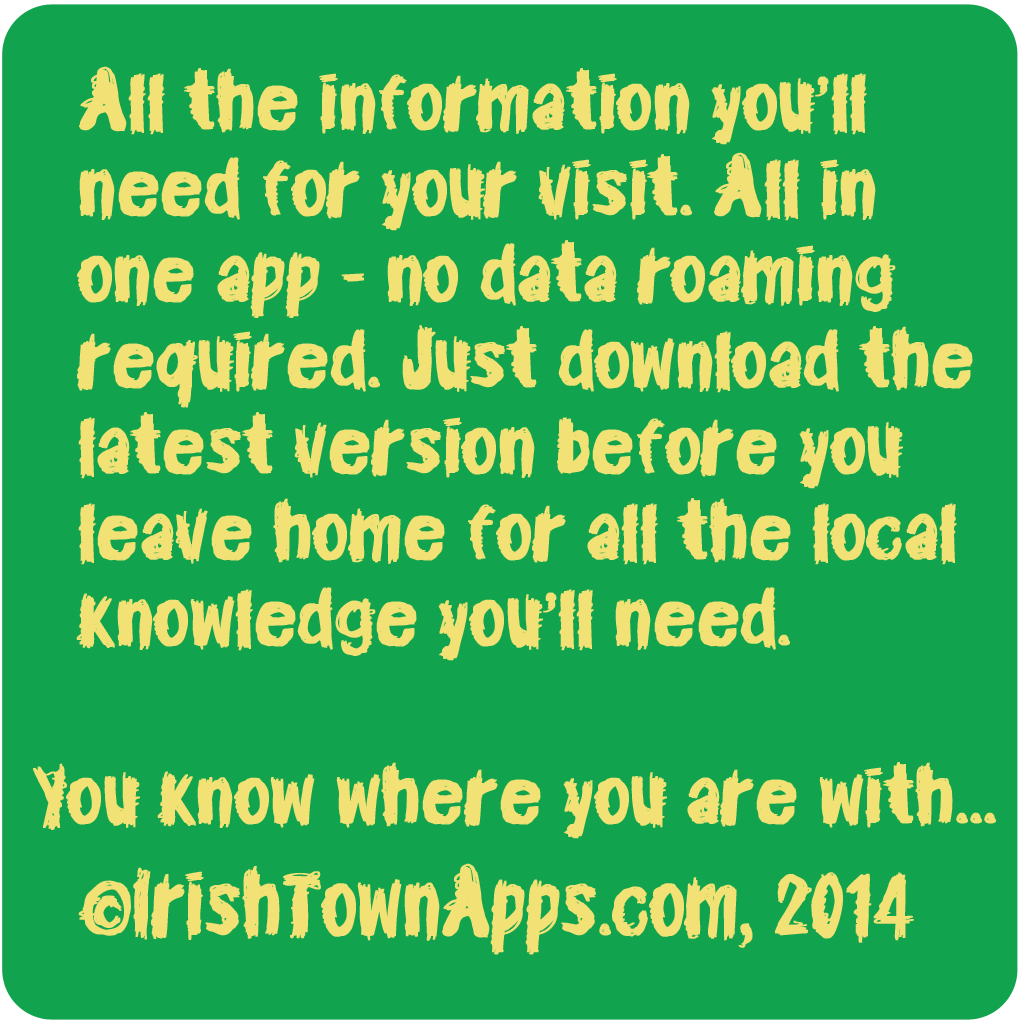 All the information you'll
need for your visit. All in
one app - no data roaming
required. Just download the
latest version before you
leave home for all the local
knowledge you'll need.
You know where you are with...
©IrishTownApps.com, 2014